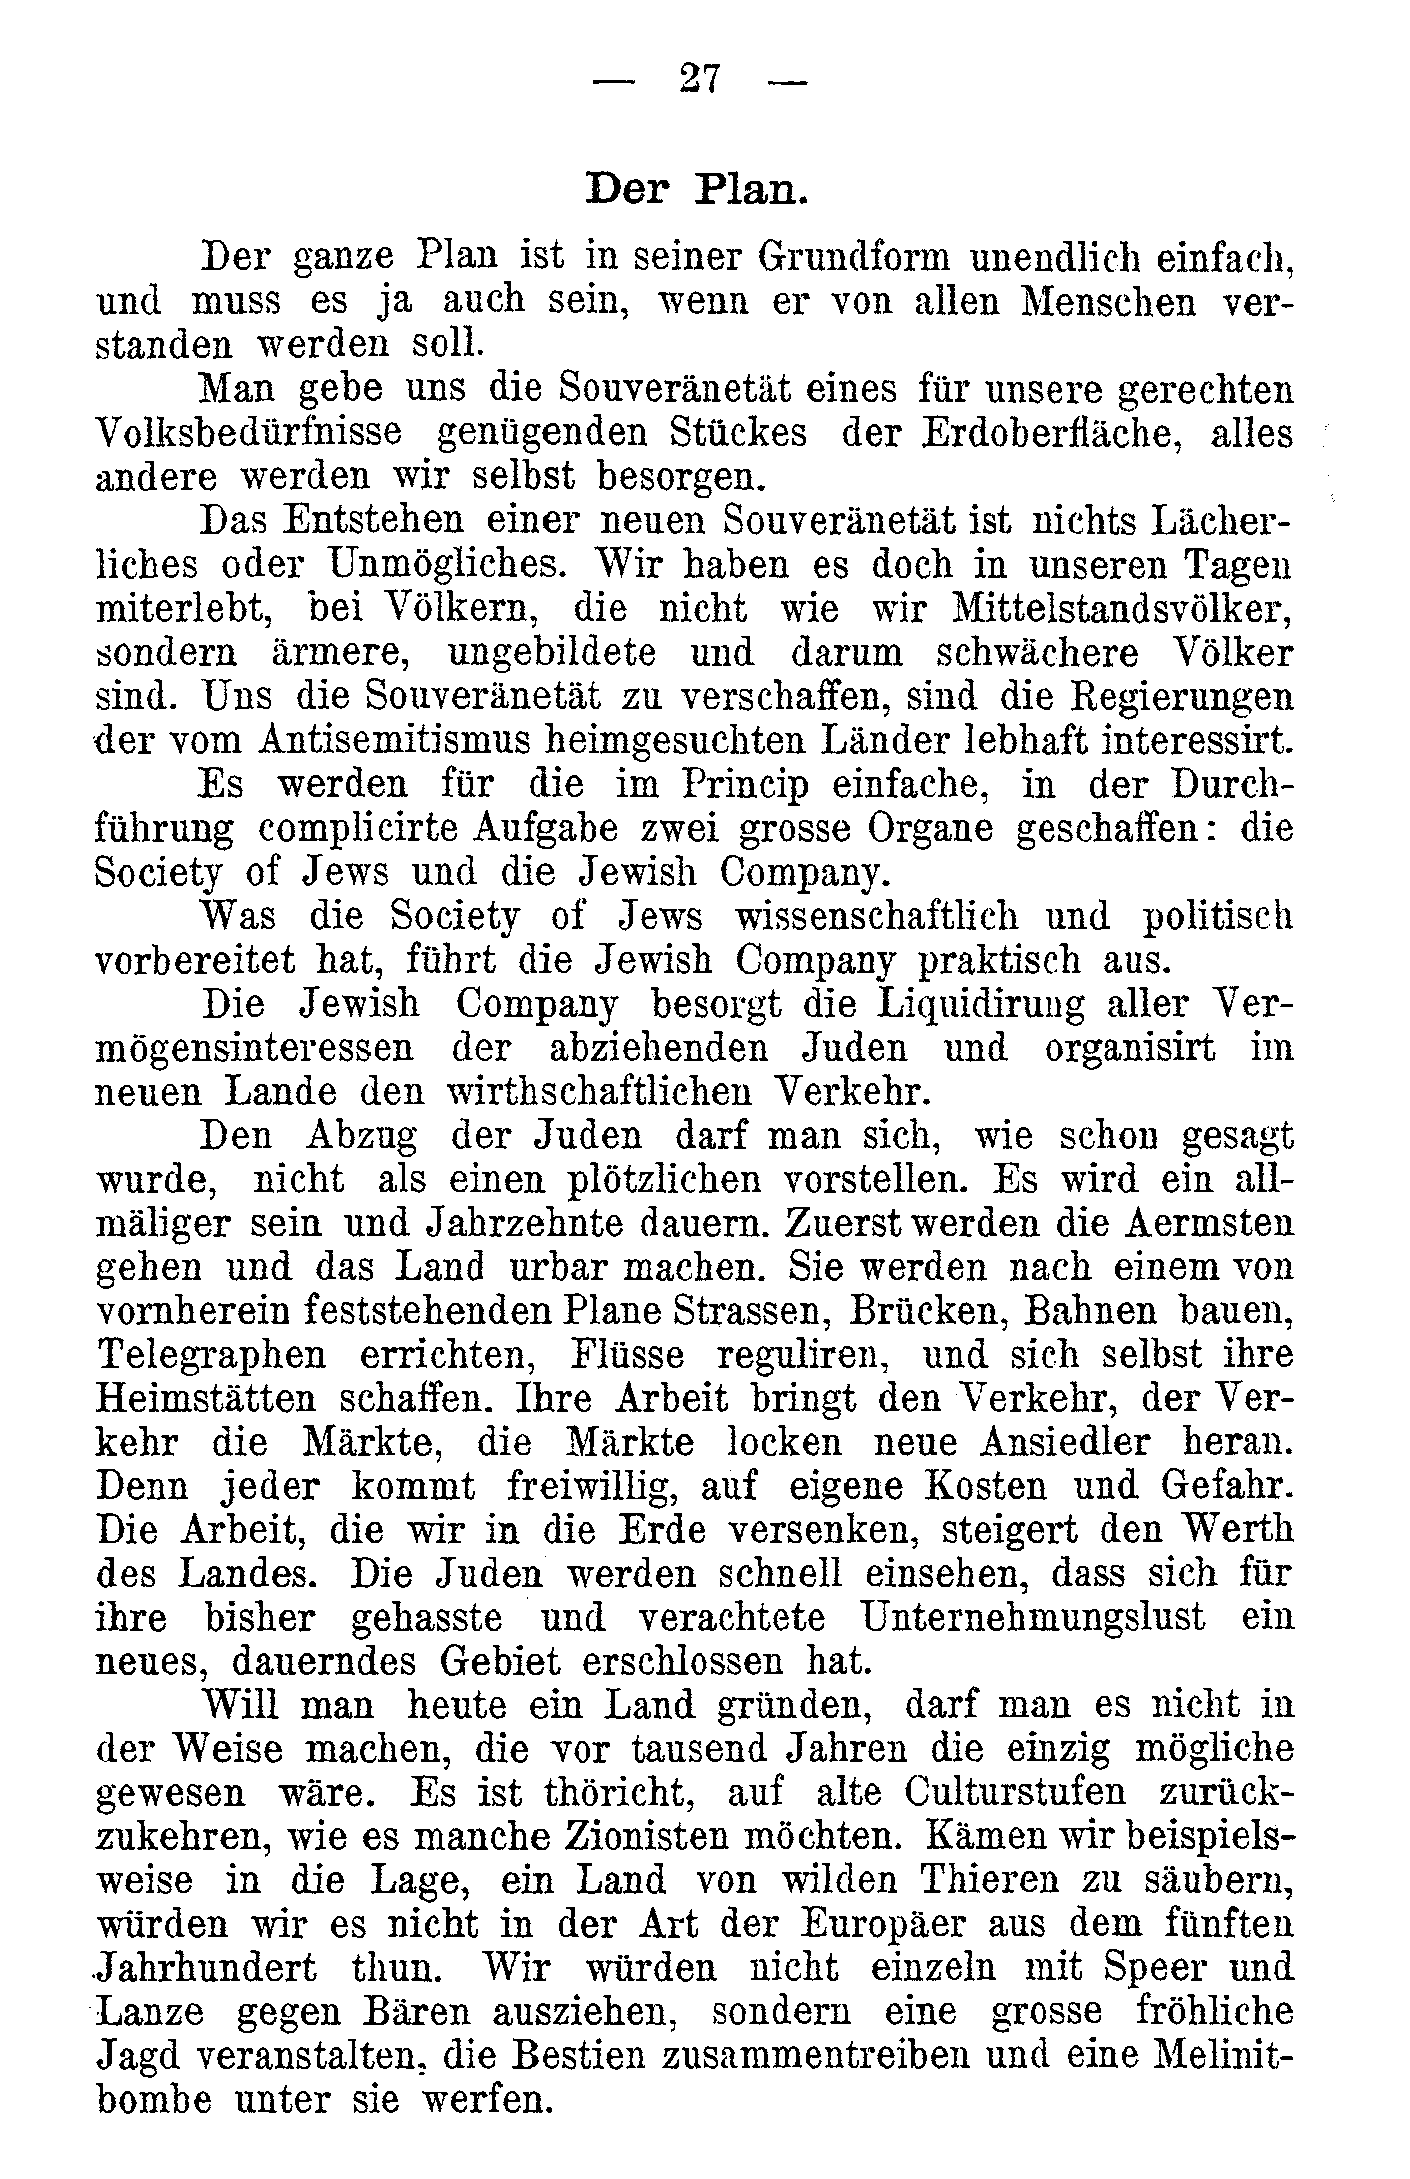 — 27 —
Der Plan.
Der ganze Plan ist in seiner Grundform unendlich einfach,
und muss es ja auch sein, wenn er von allen Menschen ver-
standen werden soll.
Man gebe uns die Souveränetät eines für unsere gerechten
Volksbedürfnisse genügenden Stückes der Erdoberfläche, alles
andere werden wir selbst besorgen.
Das Entstehen einer neuen Souveränetät ist nichts Lächer-
liches oder Unmögliches. Wir haben es doch in unseren Tagen
miterlebt, bei Völkern, die nicht wie wir Mittelstandsvölker,
sondern ärmere, ungebildete und darum schwächere Völker
sind. Uns die Souveränetät zu verschaffen, sind die Regierungen
der vom Antisemitismus heimgesuchten Länder lebhaft interessirt.
Es werden für die im Princip einfache, in der Durch-
führung complicirte Aufgabe zwei grosse Organe geschaffen: die
Society of Jews und die Jewish Company.
Was die Society of Jews wissenschaftlich und politisch
vorbereitet hat, führt die Jewish Company praktisch aus.
Die Jewish Company besorgt die Liquidirung aller Ver-
mögensinteressen der abziehenden Juden und organisirt im
neuen Lande den wirthschaftlichen Verkehr.
Den Abzug der Juden darf man sich, wie schon gesagt
wurde, nicht als einen plötzlichen vorstellen. Es wird ein all-
mäliger sein und Jahrzehnte dauern. Zuerst werden die Aermsten
gehen und das Land urbar machen. Sie werden nach einem von
vornherein feststehenden Plane Strassen, Brücken, Bahnen bauen,
Telegraphen errichten, Flüsse reguliren, und sich selbst ihre
Heimstätten schaffen. Ihre Arbeit bringt den Verkehr, der Ver-
kehr die Märkte, die Märkte locken neue Ansiedler heran.
Denn jeder kommt freiwillig, auf eigene Kosten und Gefahr.
Die Arbeit, die wir in die Erde versenken, steigert den Werth
des Landes. Die Juden werden schnell einsehen, dass sich für
ihre bisher gehasste und verachtete Unternehmungslust ein
neues, dauerndes Gebiet erschlossen hat.
Will man heute ein Land gründen, darf man es nicht in
der Weise machen, die vor tausend Jahren die einzig mögliche
gewesen wäre. Es ist thöricht, auf alte Culturstufen zurück-
zukehren, wie es manche Zionisten möchten. Kämen wir beispiels-
weise in die Lage, ein Land von wilden Thieren zu säubern,
würden wir es nicht in der Art der Europäer aus dem fünften
Jahrhundert thun. Wir würden nicht einzeln mit Speer und
Lanze gegen Bären ausziehen, sondern eine grosse fröhliche
Jagd veranstalten, die Bestien zusammentreiben und eine Melinit-
bombe unter sie werfen.